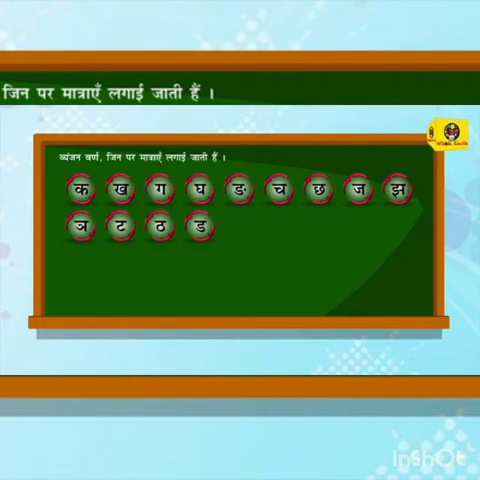 जिन पर मात्राएँ लगाई जाती हैं ।
व्यंजन वर्ण, जिन पर मात्राएँ लगाई जाती हैं ।
क ख ग घ ङ च छ ज झ
ञ ट ठ ड
InShOt